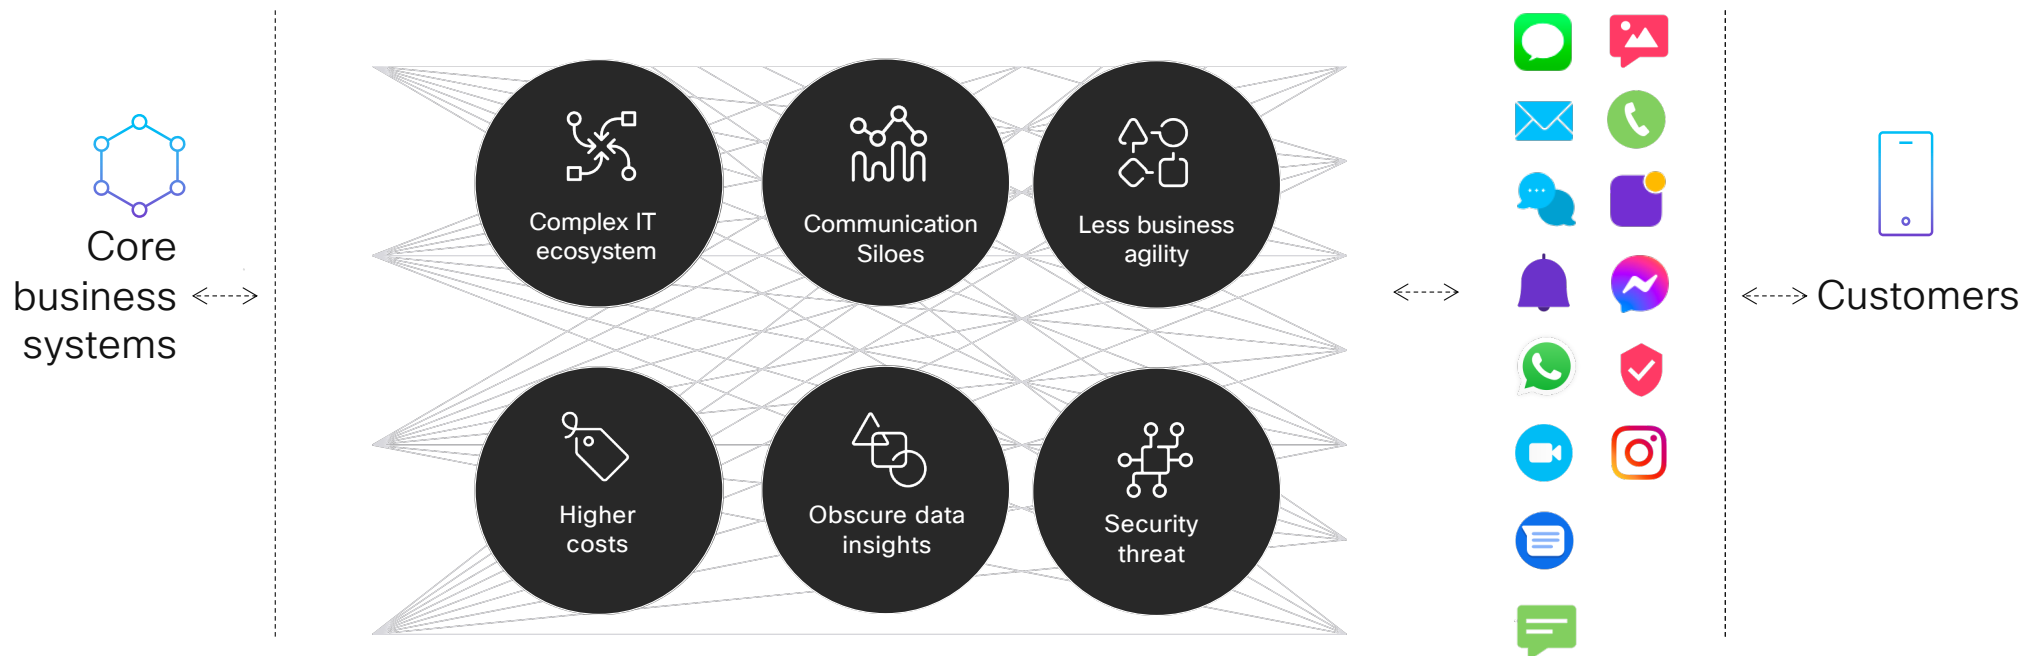 Core
business
systems
Complex IT
ecosystem
Communication
Siloes
Less business
agility
Higher
costs
Obscure data
insights
Security
threat
Customers